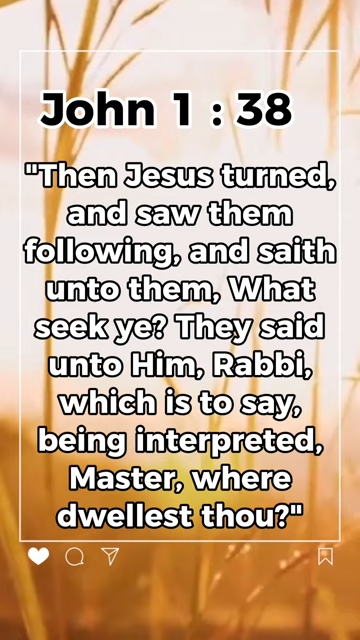 John 1 : 38
"Then Jesus turned,
and saw them
following, and saith
unto them, What
seek ye? They said
unto Him, Rabbi,
which is to say,
being interpreted,
Master, where
dwellest thou?"